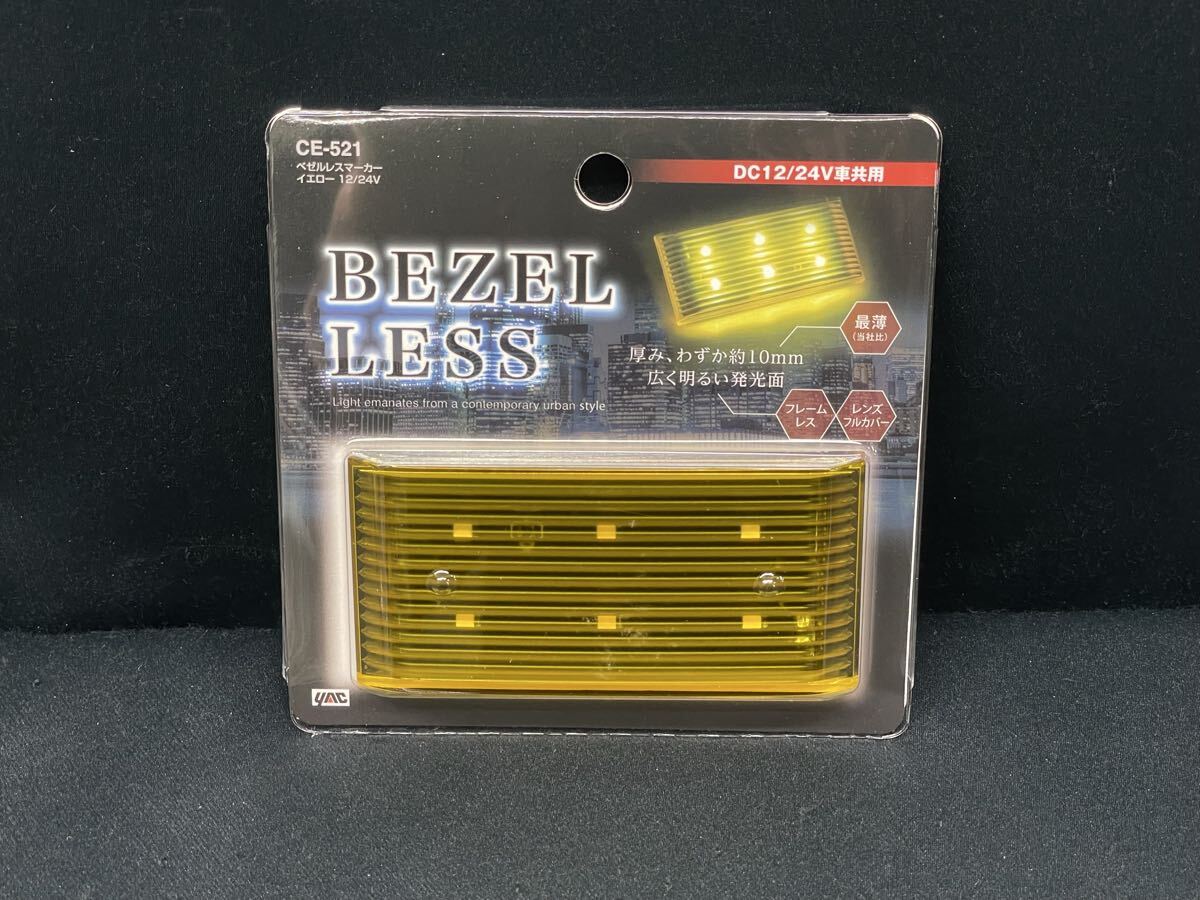 CE-521
ベゼルレスマーカー
イエロー 12/24V
DC12/24V車共用
BEZEL
LESS
Light emanates from a contemporary urban style
最薄
(当社比)
厚み、わずか約10mm
広く明るい発光面
フレーム
レス
レンズ
フルカバー
YAC